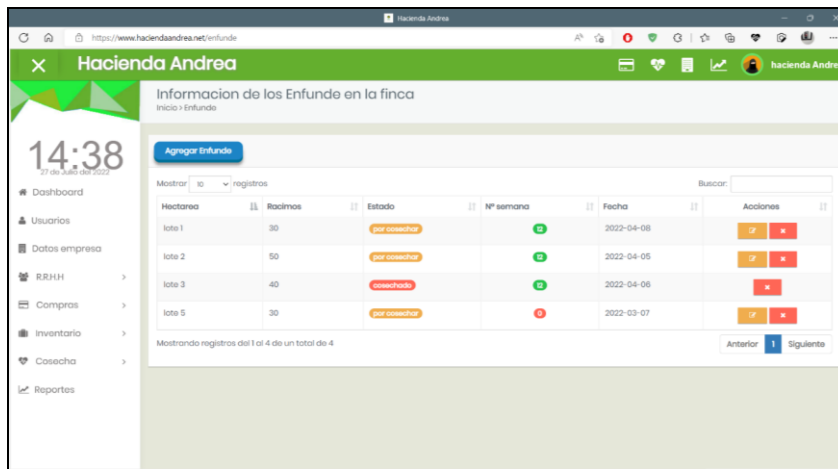 Hacienda Andrea
https://www.haciendaandrea.net/enfunde
Hacienda Andrea
hacienda Andre
Informacion de los Enfunde en la finca
Inicio > Enfunde
14:38
27 de Julio del 2022
Dashboard
Usuarios
Datos empresa
R.R.H.H
Compras
Inventario
Cosecha
Reportes
Agregar Enfunde
Mostrar 10 registros
Buscar:
Hectarea Racimos Estado N° semana Fecha Acciones
lote 1 30 por cosechar 12 2022-04-08
lote 2 50 por cosechar 12 2022-04-05
lote 3 40 cosechado 12 2022-04-06
lote 5 30 por cosechar 0 2022-03-07
Mostrando registros del 1 al 4 de un total de 4
Anterior 1 Siguiente